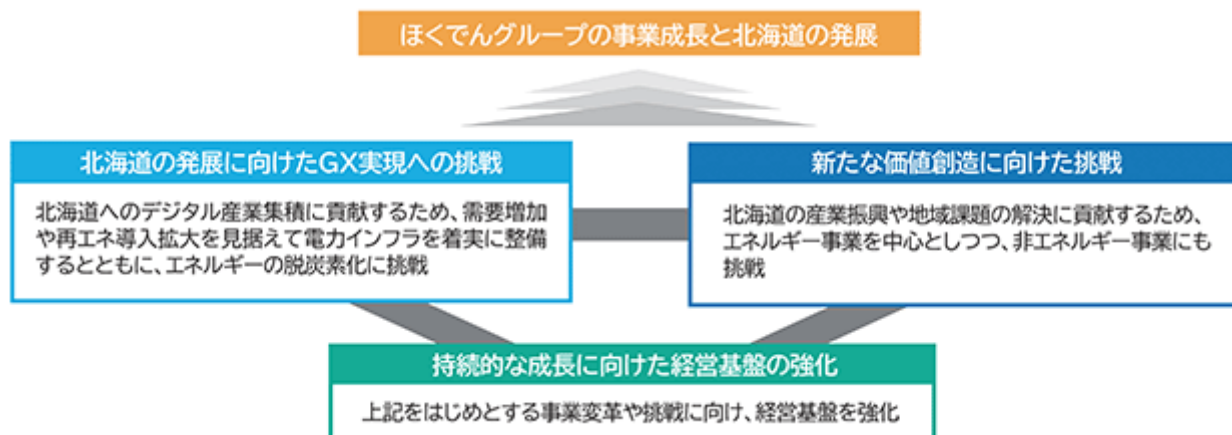 ほくでんグループの事業成長と北海道の発展
北海道の発展に向けたGX実現への挑戦
北海道へのデジタル産業集積に貢献するため、需要増加
や再エネ導入拡大を見据えて電力インフラを着実に整備
するとともに、エネルギーの脱炭素化に挑戦
新たな価値創造に向けた挑戦
北海道の産業振興や地域課題の解決に貢献するため、
エネルギー事業を中心としつつ、非エネルギー事業にも
挑戦
持続的な成長に向けた経営基盤の強化
上記をはじめとする事業変革や挑戦に向け、経営基盤を強化